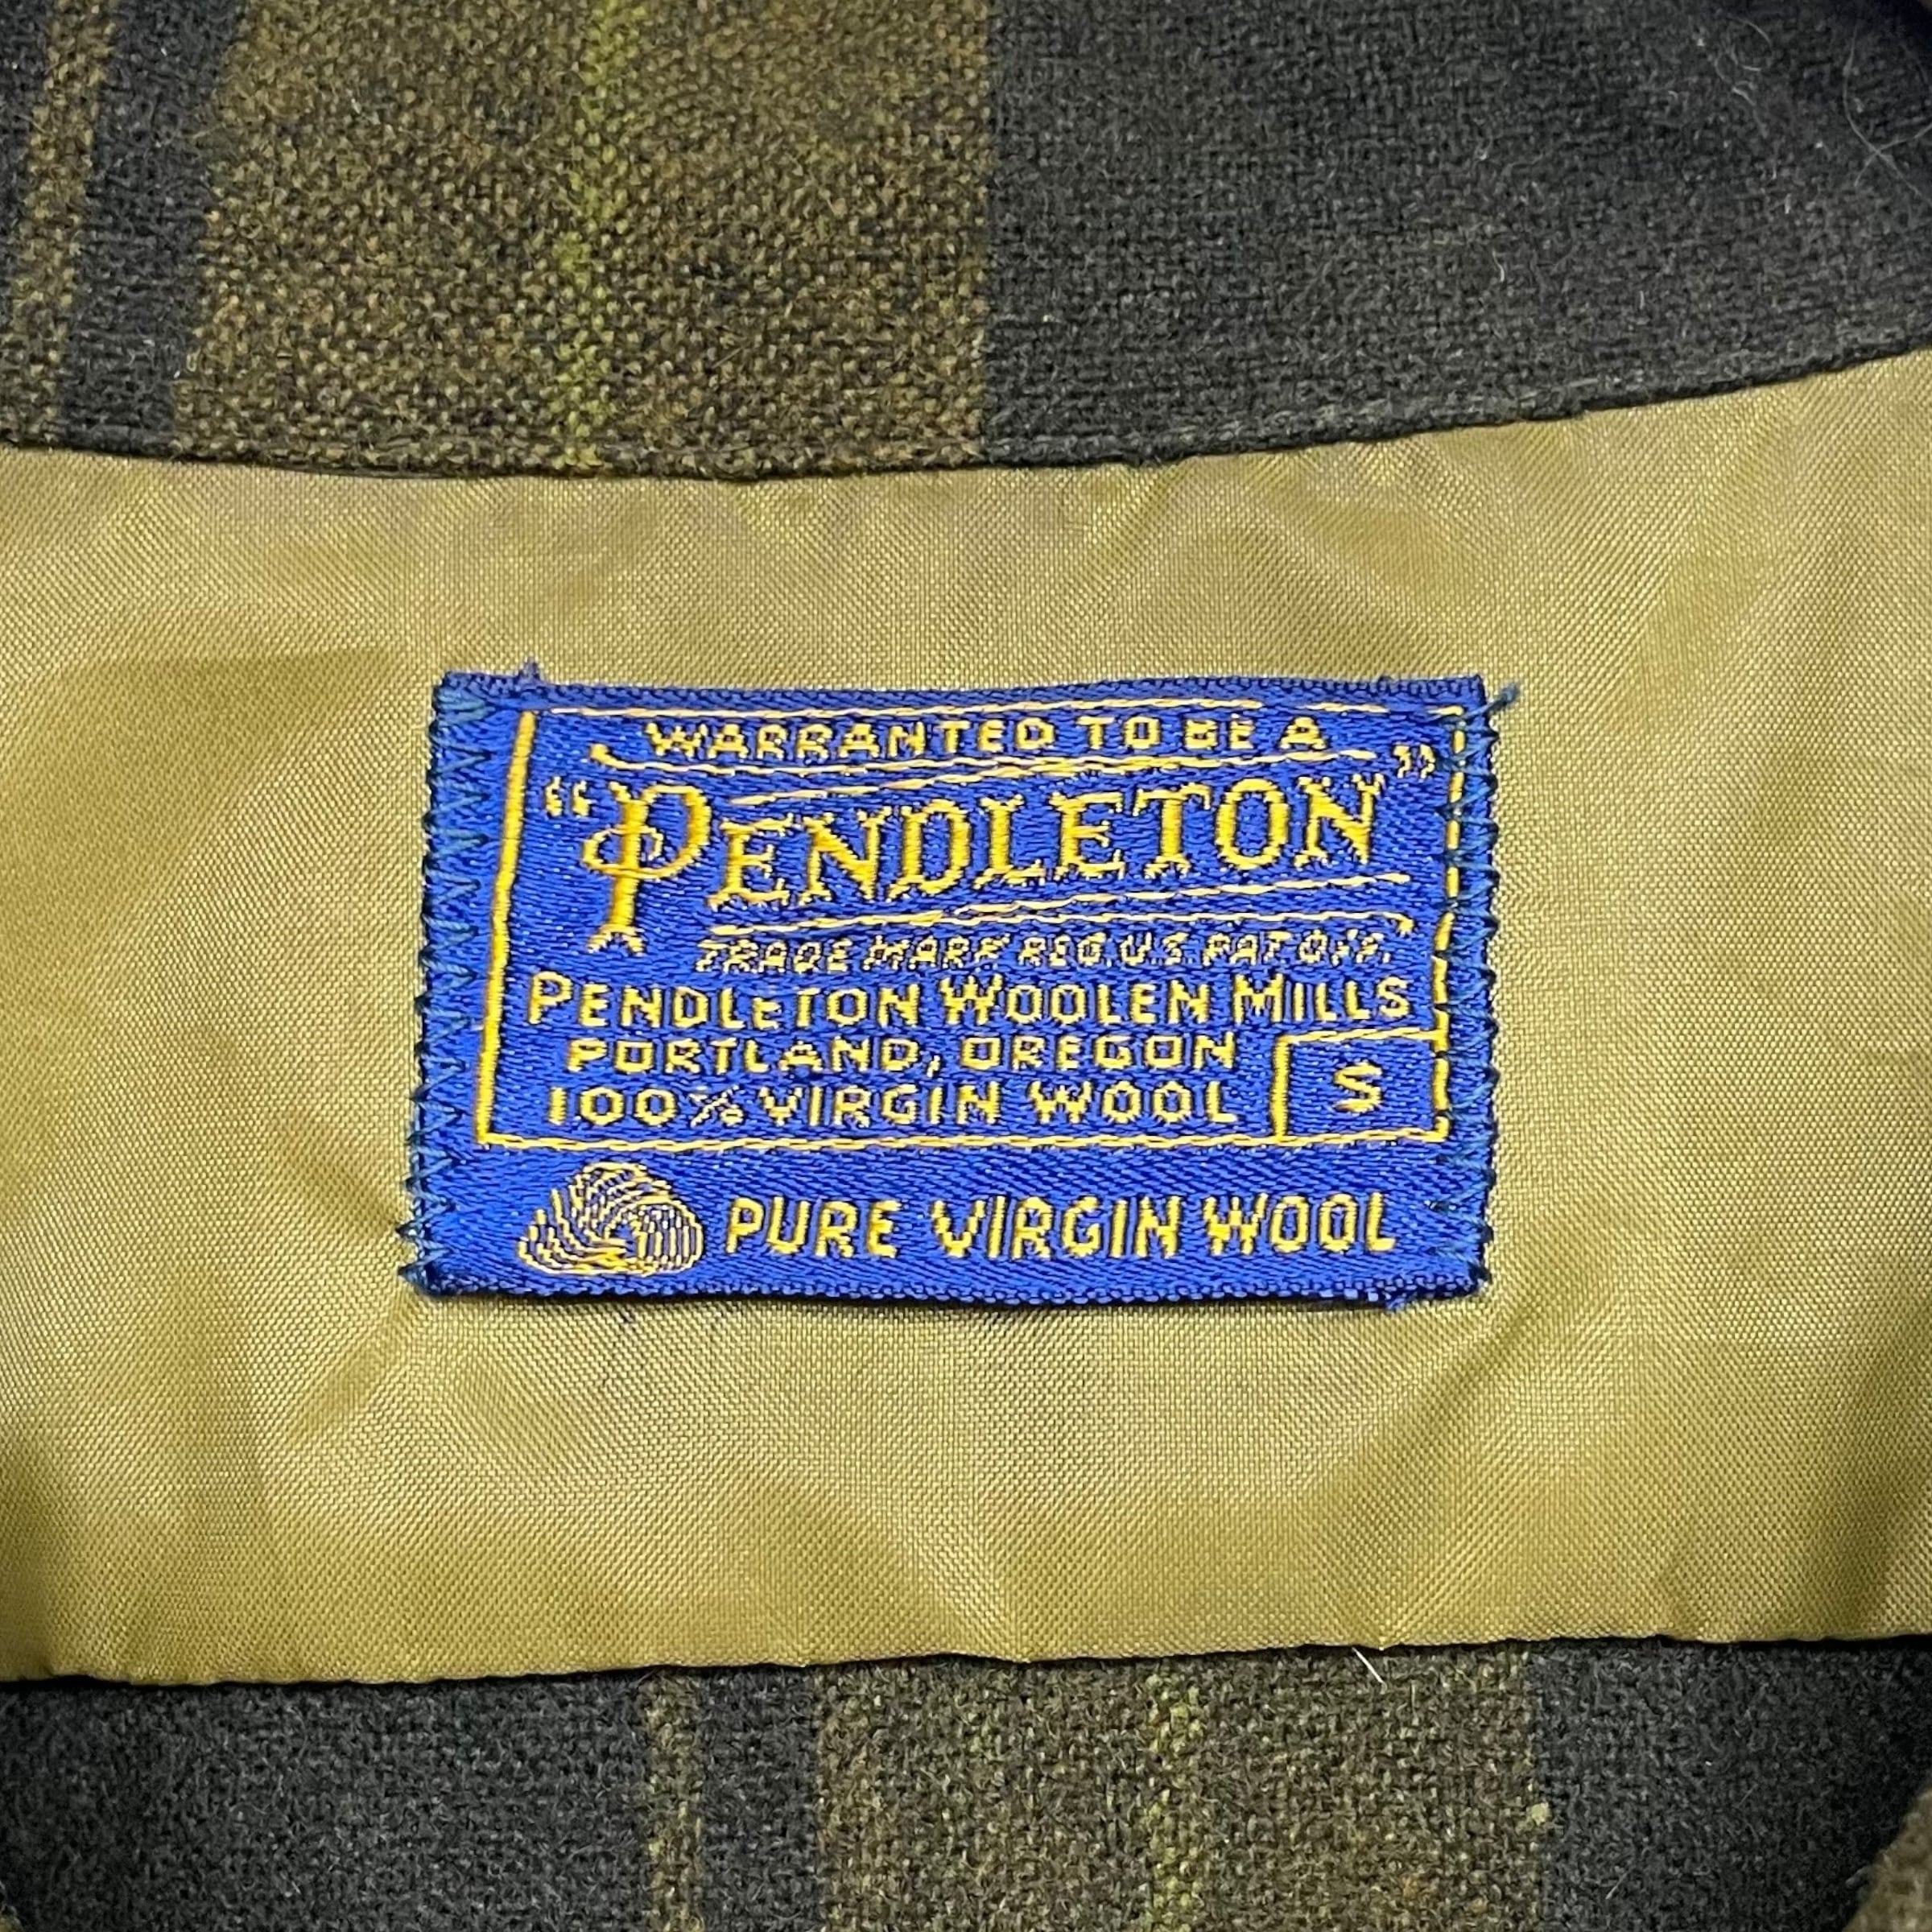 WARRANTED TO BE A
"PENDLETON"
TRADE MARK REG. U.S. PAT. OFF.
PENDLETON WOOLEN MILLS
PORTLAND, OREGON
100% VIRGIN WOOL
S
PURE VIRGIN WOOL